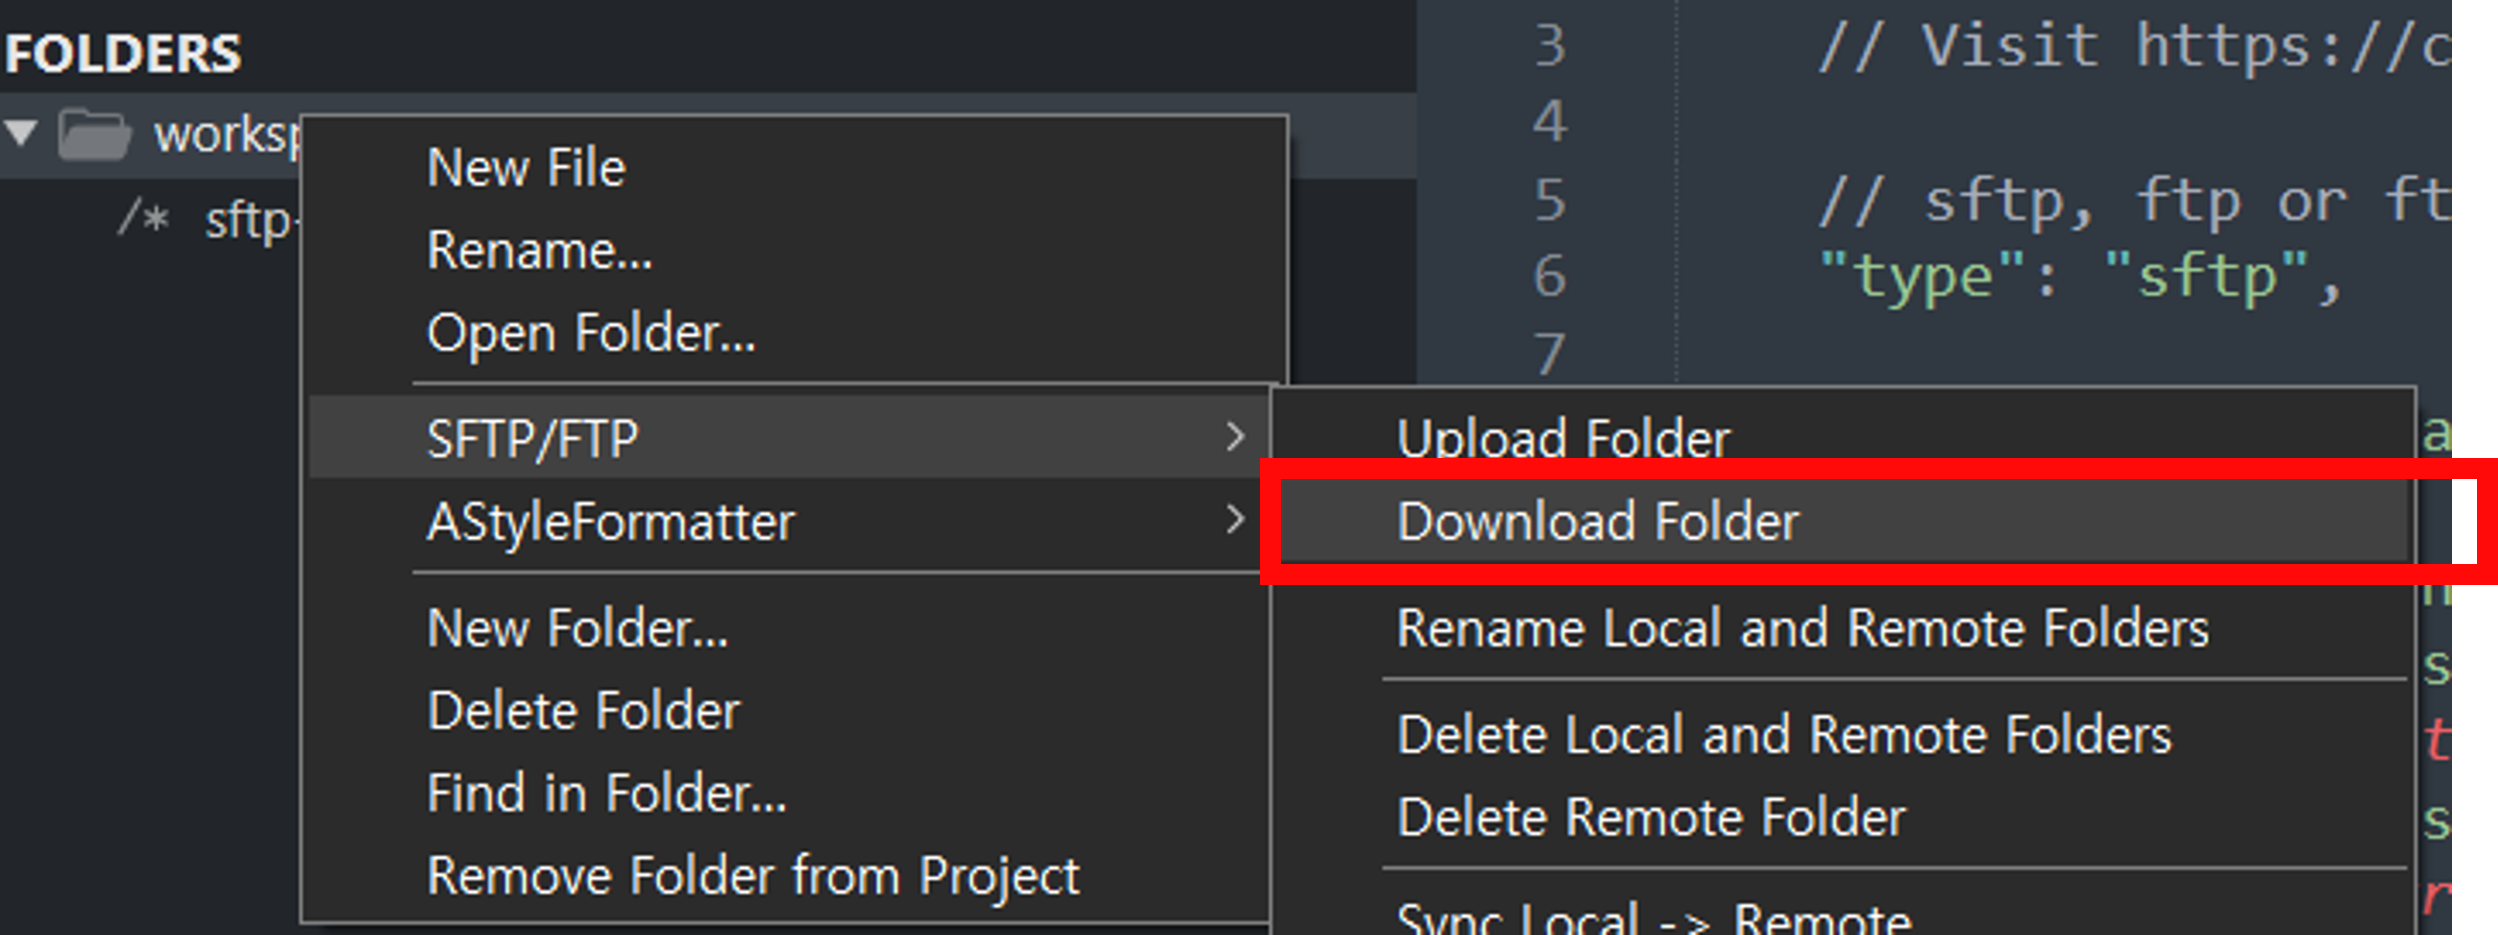 FOLDERS
works
/* sftp-
New File
Rename...
Open Folder...
SFTP/FTP
AStyleFormatter
New Folder...
Delete Folder
Find in Folder...
Remove Folder from Project
Upload Folder
Download Folder
Rename Local and Remote Folders
Delete Local and Remote Folders
Delete Remote Folder
Sync Local -> Remote
3 // Visit https://c
4
5 // sftp, ftp or ft
6 "type": "sftp",
7
a
s
t
s
r